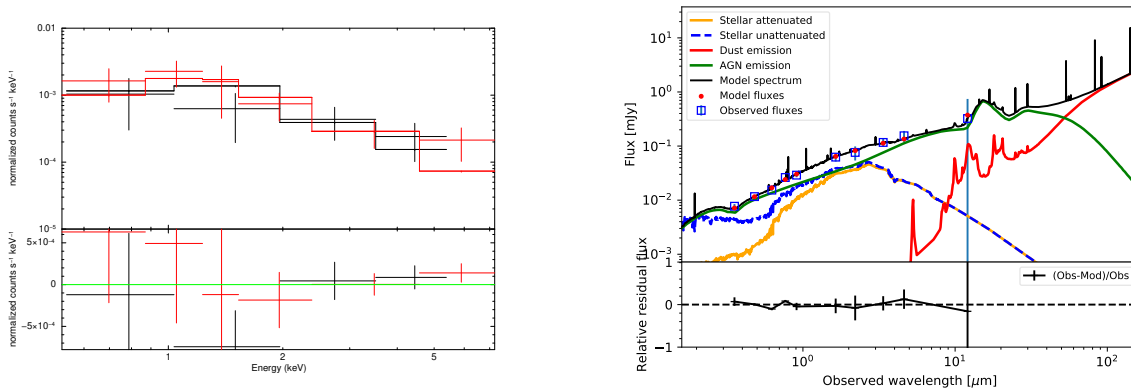 0.01
10⁻³
10⁻⁴
10⁻⁵
normalized counts s⁻¹ keV⁻¹
5×10⁻⁴
0
−5×10⁻⁴
normalized counts s⁻¹ keV⁻¹
1
2
5
Energy (keV)
Stellar attenuated
Stellar unattenuated
Dust emission
AGN emission
Model spectrum
Model fluxes
Observed fluxes
10¹
10⁰
10⁻¹
10⁻²
10⁻³
Flux [mJy]
(Obs-Mod)/Obs
1
0
−1
Relative residual flux
10⁰
10¹
10²
Observed wavelength [μm]